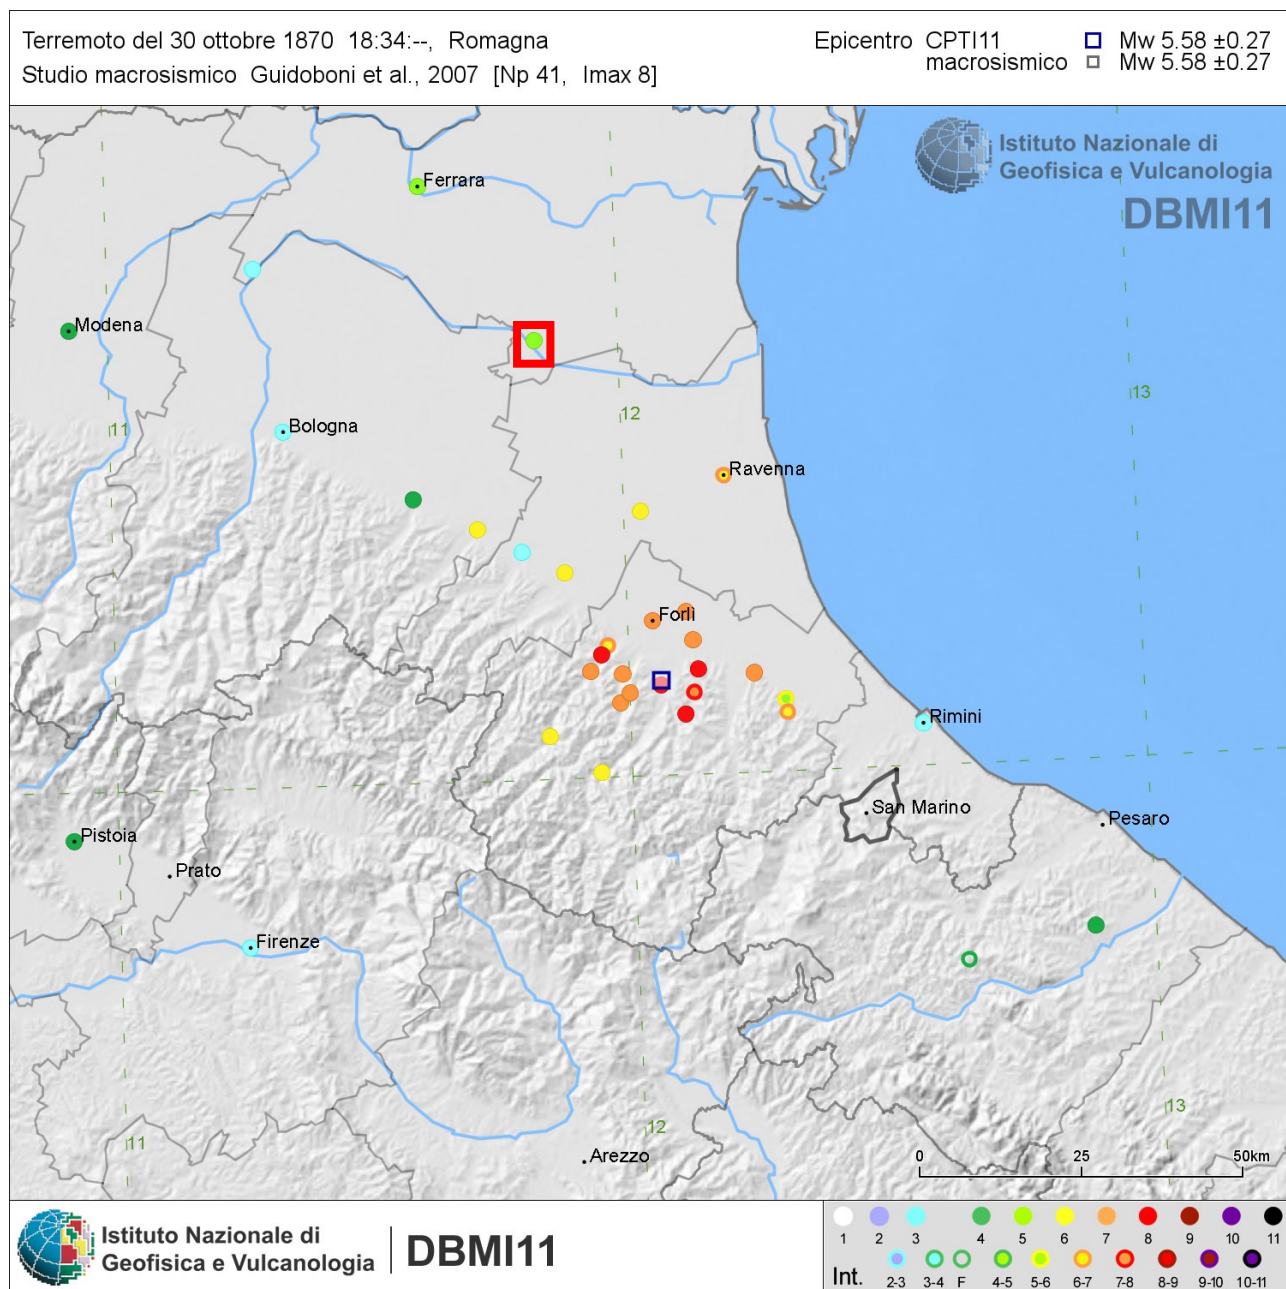 Terremoto del 30 ottobre 1870 18:34:--, Romagna
Studio macrosismico Guidoboni et al., 2007 [Np 41, Imax 8]
Epicentro CPTI11 Mw 5.58 ±0.27
macrosismico Mw 5.58 ±0.27
Istituto Nazionale di
Geofisica e Vulcanologia
DBMI11
Ferrara
Modena
11
Bologna
12
13
Ravenna
Forlì
Rimini
San Marino
Pesaro
Pistoia
Prato
Firenze
11
12
13
Arezzo
0 25 50km
Istituto Nazionale di
Geofisica e Vulcanologia
DBMI11
1 2 3 4 5 6 7 8 9 10 11
Int. 2-3 3-4 F 4-5 5-6 6-7 7-8 8-9 9-10 10-11